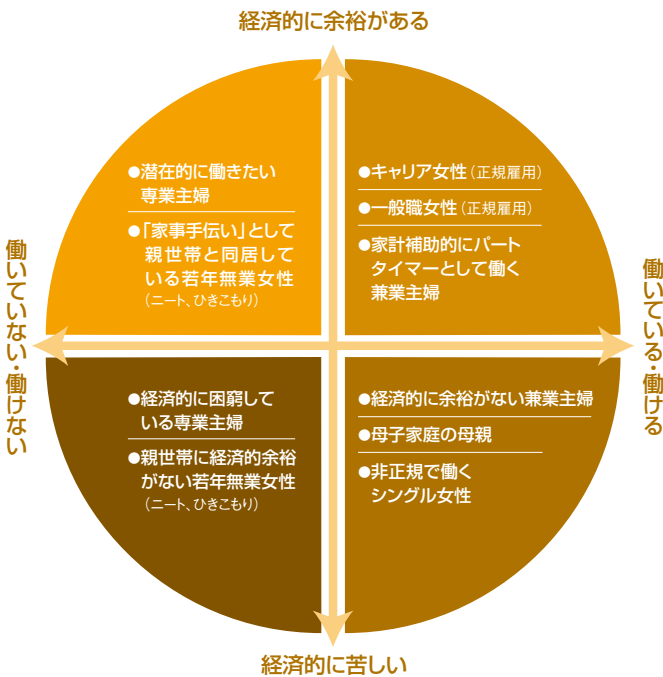 経済的に余裕がある
働いていない・働けない
●潜在的に働きたい
専業主婦
●「家事手伝い」として
親世帯と同居して
いる若年無業女性
（ニート、ひきこもり）
●キャリア女性（正規雇用）
●一般職女性（正規雇用）
●家計補助的にパート
タイマーとして働く
兼業主婦
働いている・働ける
●経済的に困窮して
いる専業主婦
●親世帯に経済的余裕
がない若年無業女性
（ニート、ひきこもり）
●経済的に余裕がない兼業主婦
●母子家庭の母親
●非正規で働く
シングル女性
経済的に苦しい